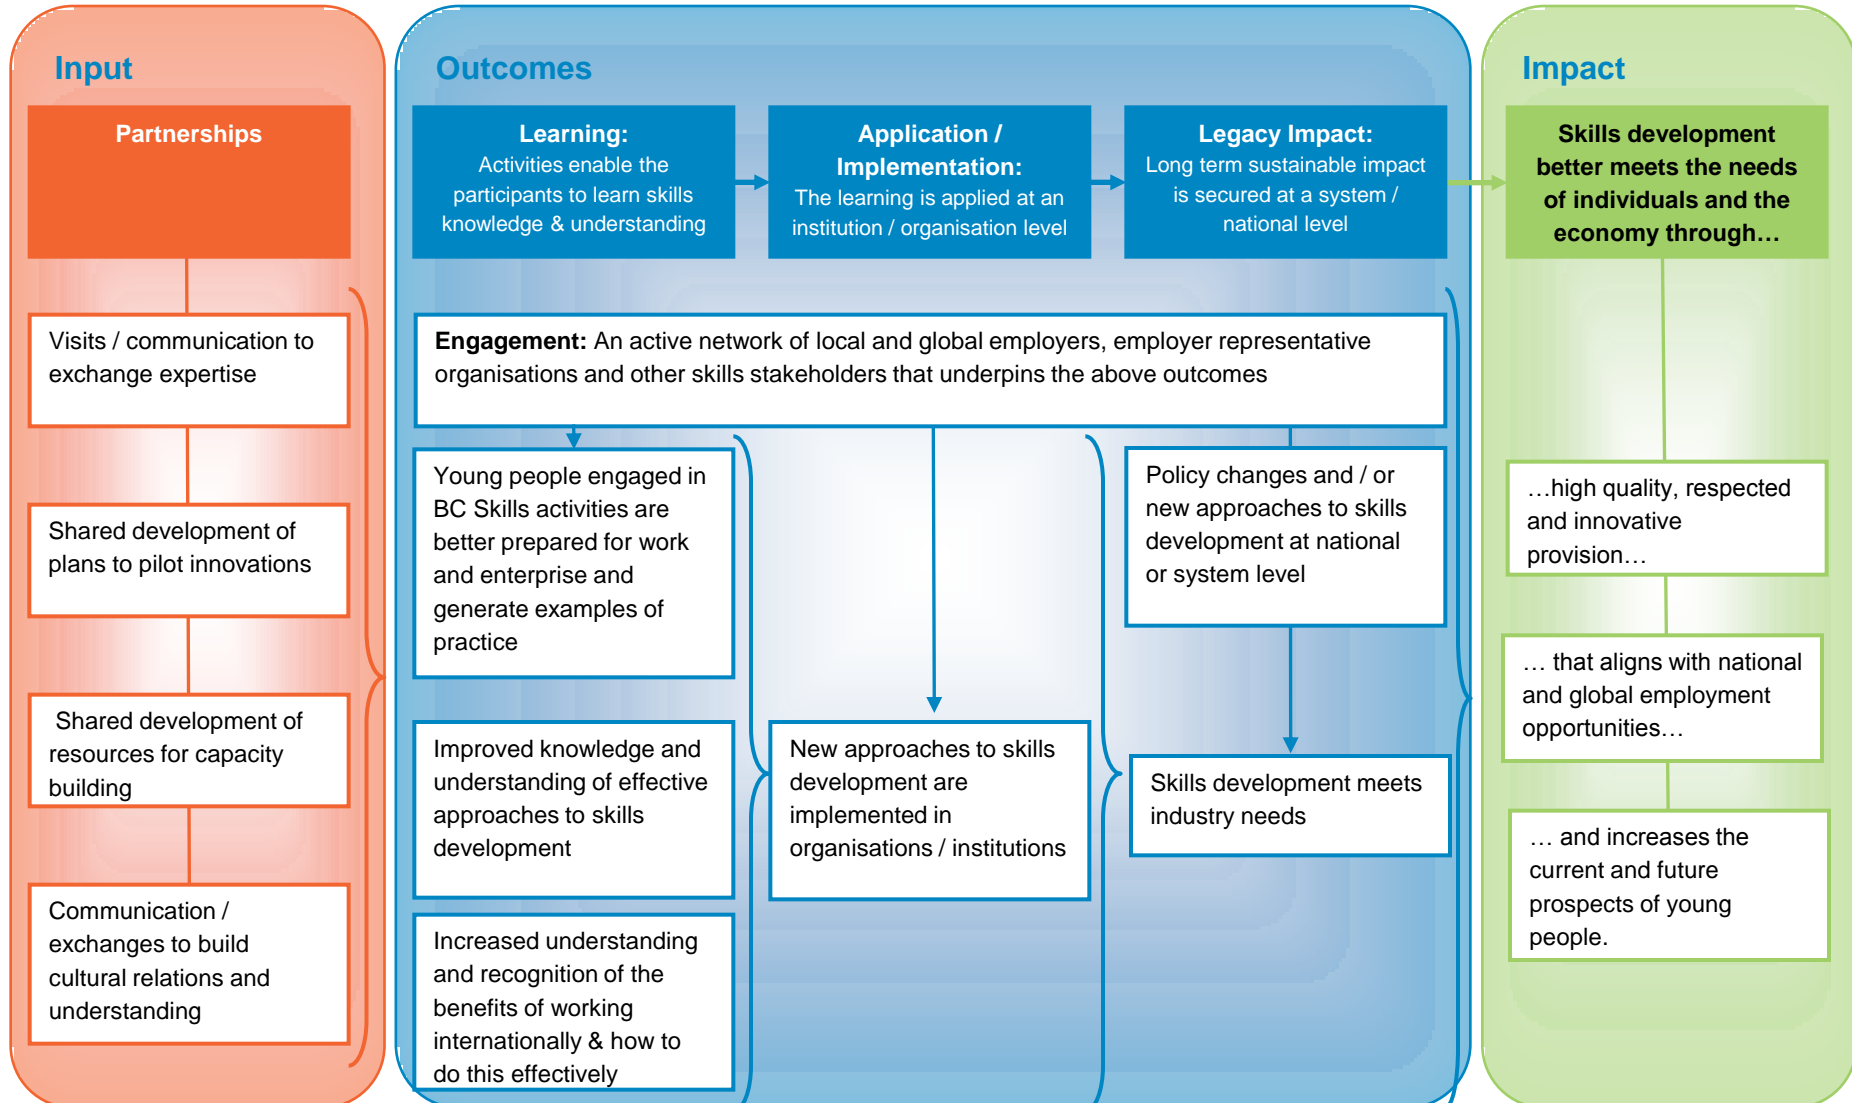 Input
Partnerships
Visits / communication to
exchange expertise
Shared development of
plans to pilot innovations
Shared development of
resources for capacity
building
Communication /
exchanges to build
cultural relations and
understanding
Outcomes
Learning:
Activities enable the
participants to learn skills
knowledge & understanding
Application /
Implementation:
The learning is applied at an
institution / organisation level
Legacy Impact:
Long term sustainable impact
is secured at a system /
national level
Engagement: An active network of local and global employers, employer representative
organisations and other skills stakeholders that underpins the above outcomes
Young people engaged in
BC Skills activities are
better prepared for work
and enterprise and
generate examples of
practice
Improved knowledge and
understanding of effective
approaches to skills
development
Increased understanding
and recognition of the
benefits of working
internationally & how to
do this effectively
New approaches to skills
development are
implemented in
organisations / institutions
Policy changes and / or
new approaches to skills
development at national
or system level
Skills development meets
industry needs
Impact
Skills development
better meets the needs
of individuals and the
economy through…
…high quality, respected
and innovative
provision…
… that aligns with national
and global employment
opportunities…
… and increases the
current and future
prospects of young
people.